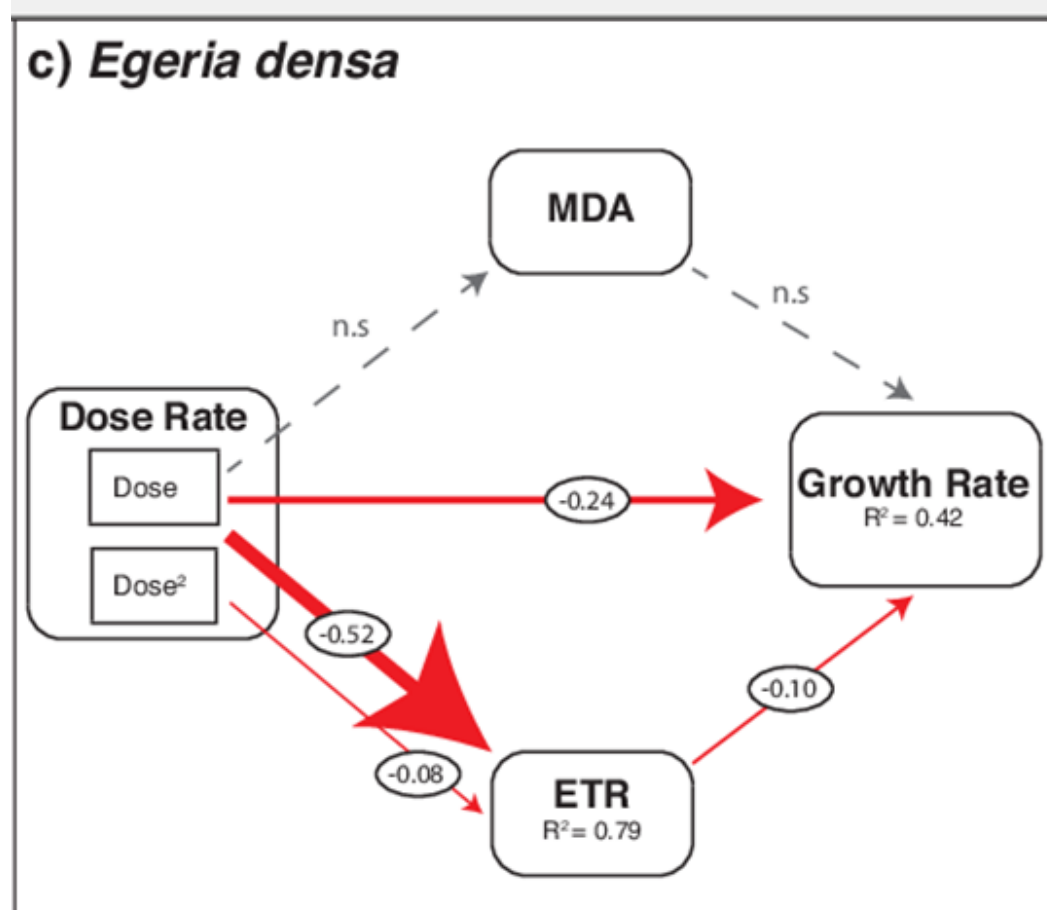 c) Egeria densa
MDA
n.s
n.s
Dose Rate
Dose
Dose²
-0.24
Growth Rate
R² = 0.42
-0.52
-0.10
-0.08
ETR
R² = 0.79